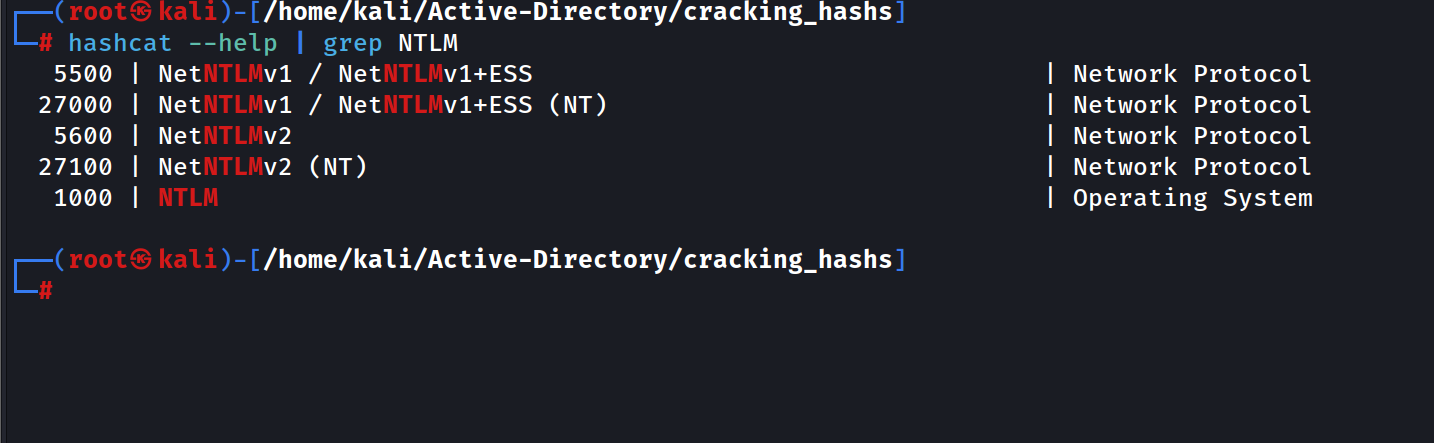 ┌──(root㉿kali)-[/home/kali/Active-Directory/cracking_hashs]
└─# hashcat --help | grep NTLM
5500 | NetNTLMv1 / NetNTLMv1+ESS | Network Protocol
27000 | NetNTLMv1 / NetNTLMv1+ESS (NT) | Network Protocol
5600 | NetNTLMv2 | Network Protocol
27100 | NetNTLMv2 (NT) | Network Protocol
1000 | NTLM | Operating System
┌──(root㉿kali)-[/home/kali/Active-Directory/cracking_hashs]
└─#